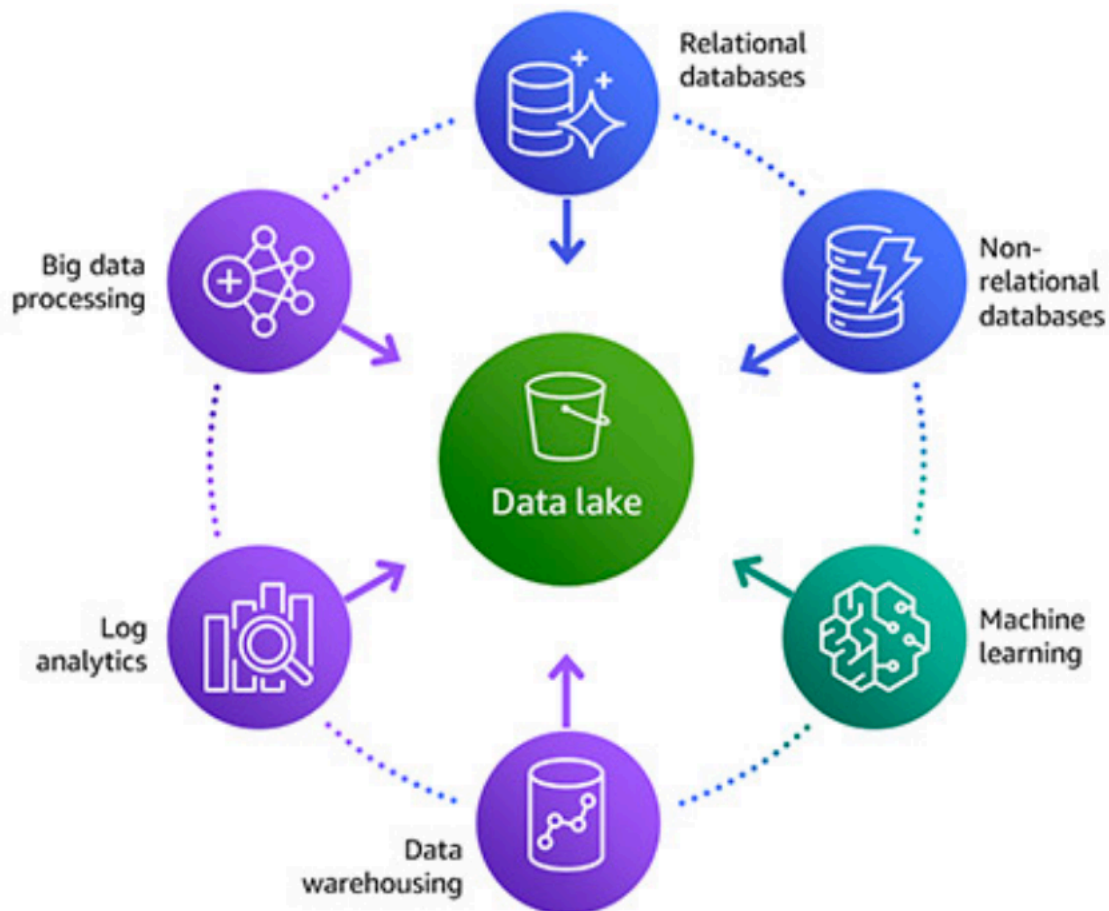 Relational
databases
Non-
relational
databases
Big data
processing
Data lake
Log
analytics
Machine
learning
Data
warehousing